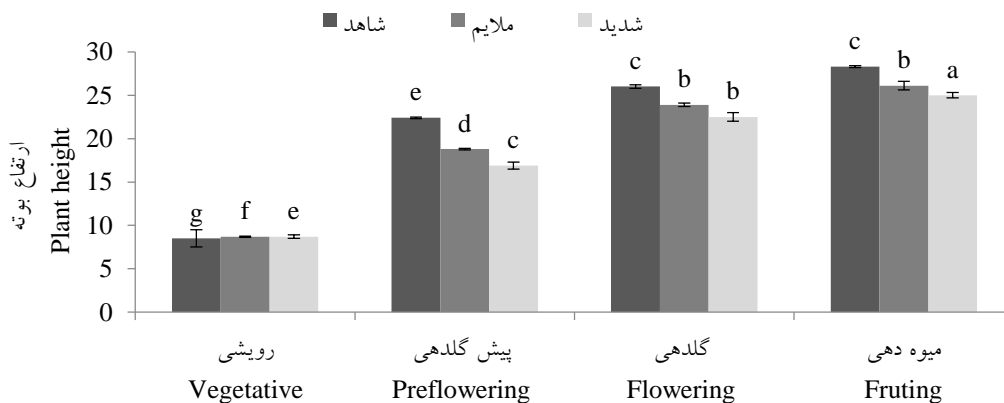 شاهد ملایم شدید
ارتفاع بوته
Plant height
30
25
20
15
10
5
0
g f e
e d c
c b b
c b a
رویشی پیش گلدهی گلدهی میوه دهی
Vegetative Preflowering Flowering Fruting